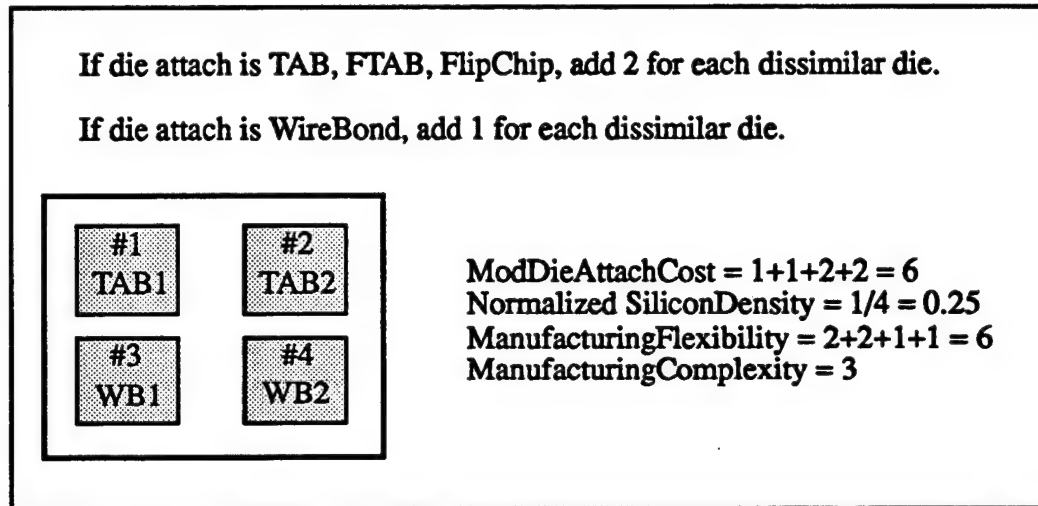 If die attach is TAB, FTAB, FlipChip, add 2 for each dissimilar die.
If die attach is WireBond, add 1 for each dissimilar die.
#1
TAB1
#2
TAB2
#3
WB1
#4
WB2
ModDieAttachCost = 1+1+2+2 = 6
Normalized SiliconDensity = 1/4 = 0.25
ManufacturingFlexibility = 2+2+1+1 = 6
ManufacturingComplexity = 3